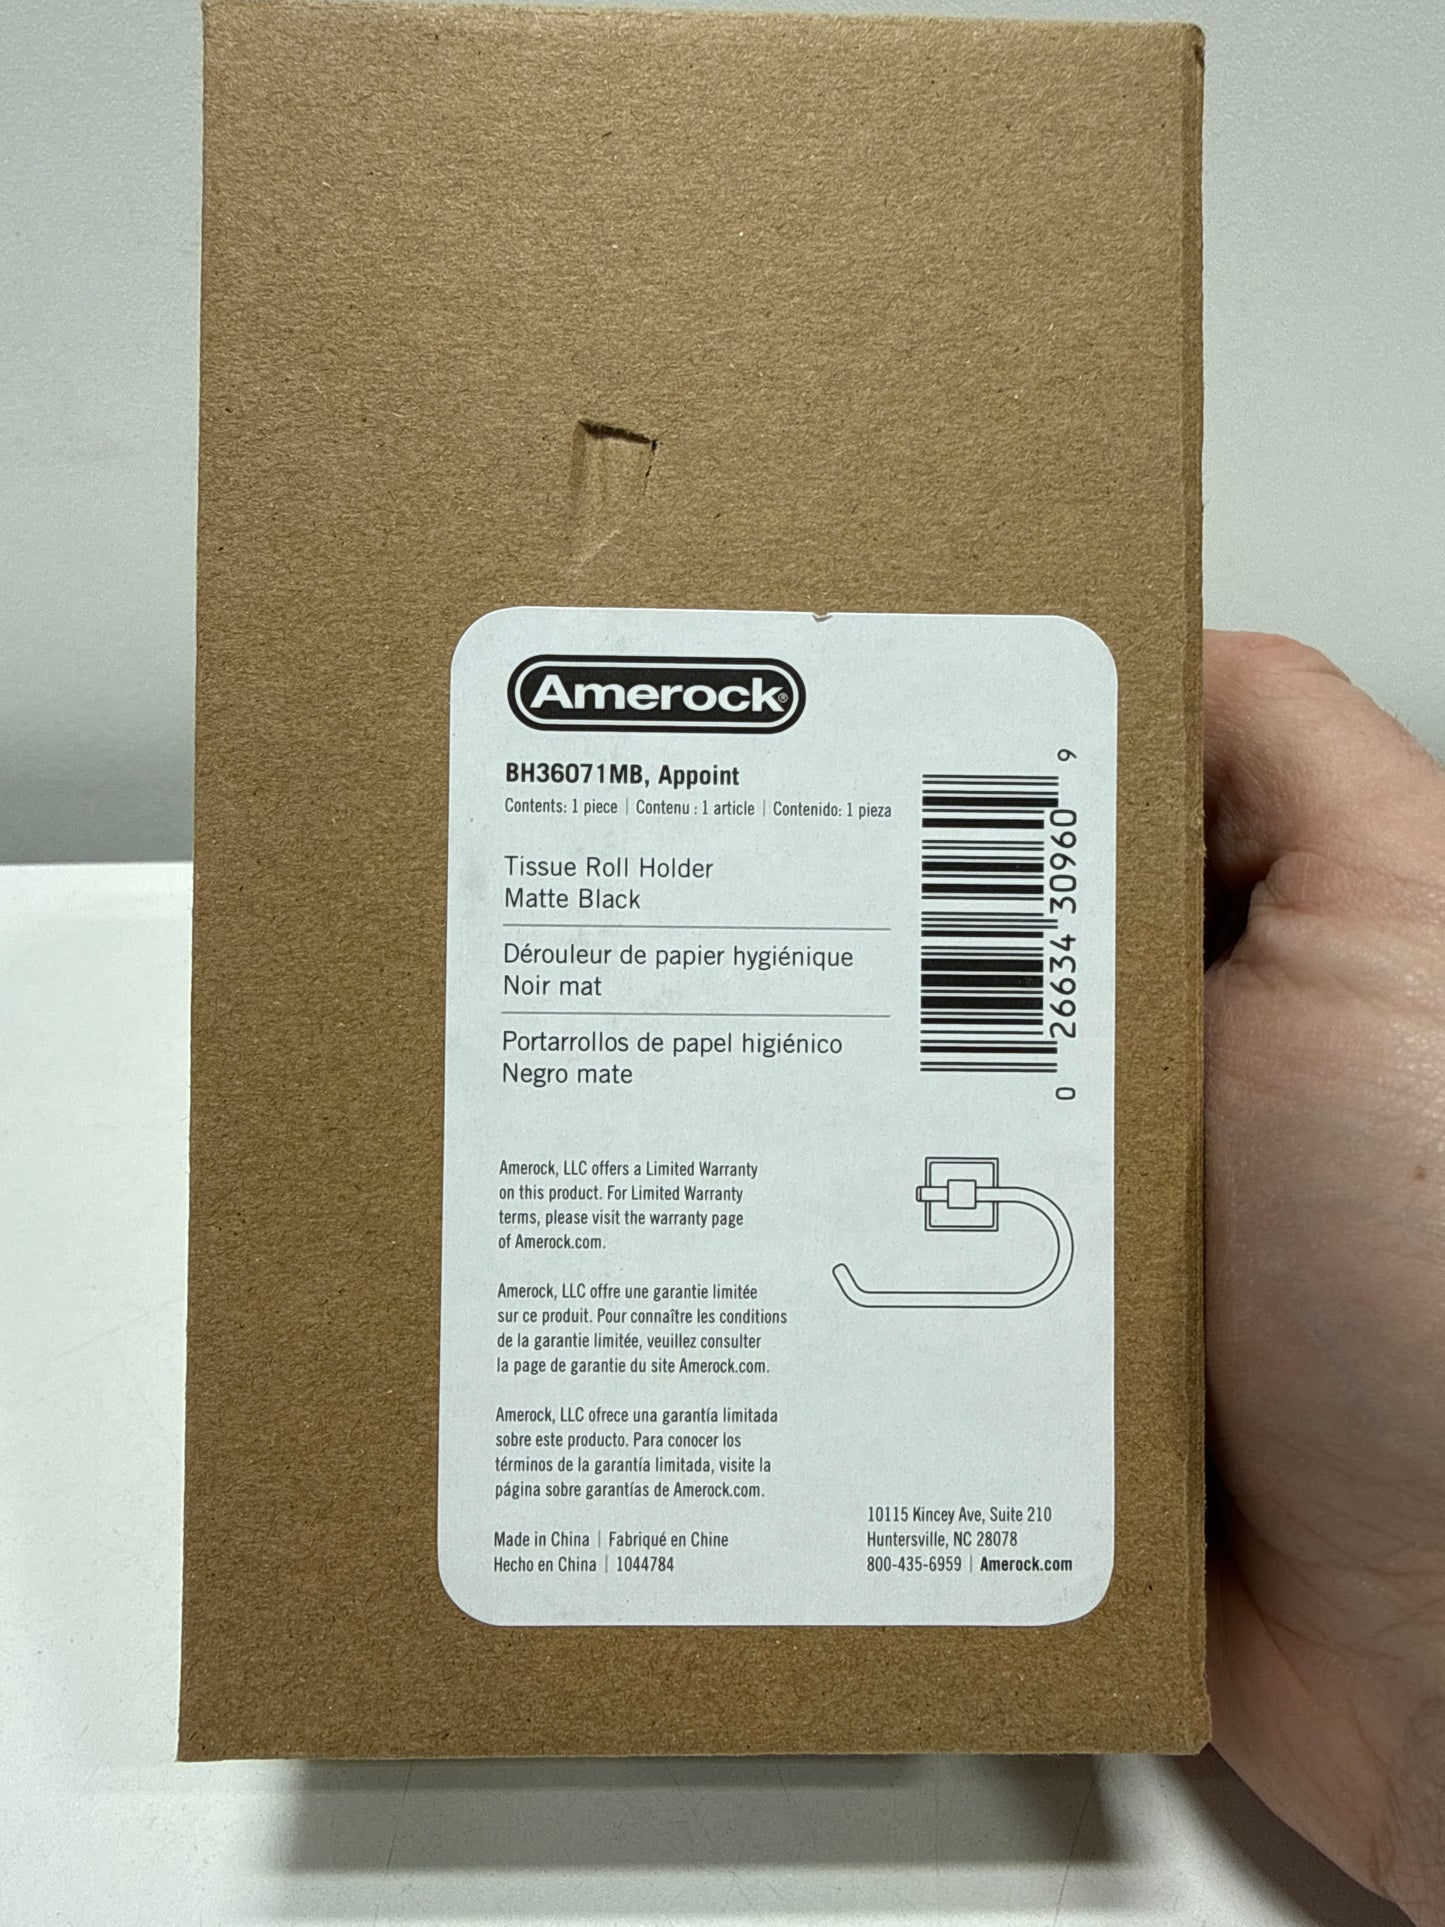 Amerock®
BH36071MB, Appoint
Contents: 1 piece | Contenu : 1 article | Contenido: 1 pieza
Tissue Roll Holder
Matte Black
Dérouleur de papier hygiénique
Noir mat
Portarrollos de papel higiénico
Negro mate
0 26634 30960 9
Amerock, LLC offers a Limited Warranty
on this product. For Limited Warranty
terms, please visit the warranty page
of Amerock.com.
Amerock, LLC offre une garantie limitée
sur ce produit. Pour connaître les conditions
de la garantie limitée, veuillez consulter
la page de garantie du site Amerock.com.
Amerock, LLC ofrece una garantía limitada
sobre este producto. Para conocer los
términos de la garantía limitada, visite la
página sobre garantías de Amerock.com.
Made in China | Fabriqué en Chine
Hecho en China | 1044784
10115 Kincey Ave, Suite 210
Huntersville, NC 28078
800-435-6959 | Amerock.com